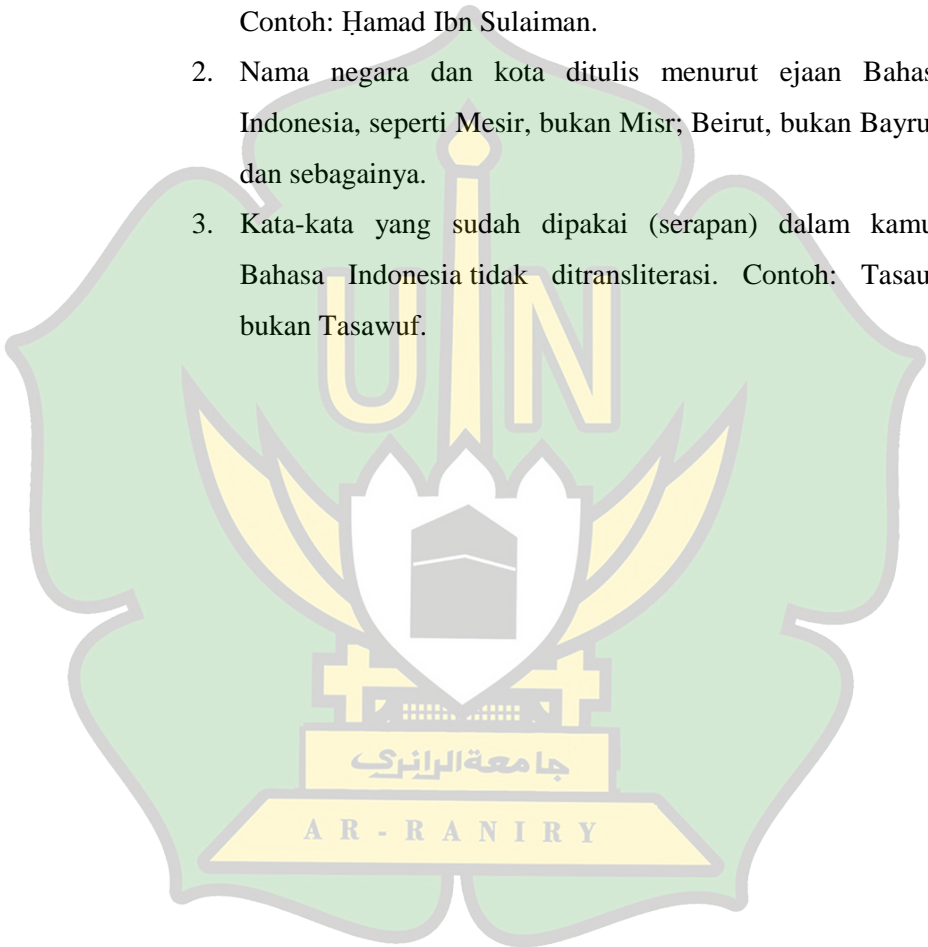 Contoh: Ḥamad Ibn Sulaiman.
2. Nama negara dan kota ditulis menurut ejaan Bahas
Indonesia, seperti Mesir, bukan Misr; Beirut, bukan Bayru
dan sebagainya.
3. Kata-kata yang sudah dipakai (serapan) dalam kamu
Bahasa Indonesia tidak ditransliterasi. Contoh: Tasau
bukan Tasawuf.
UIN
جامعة الرانري
AR-RANIRY